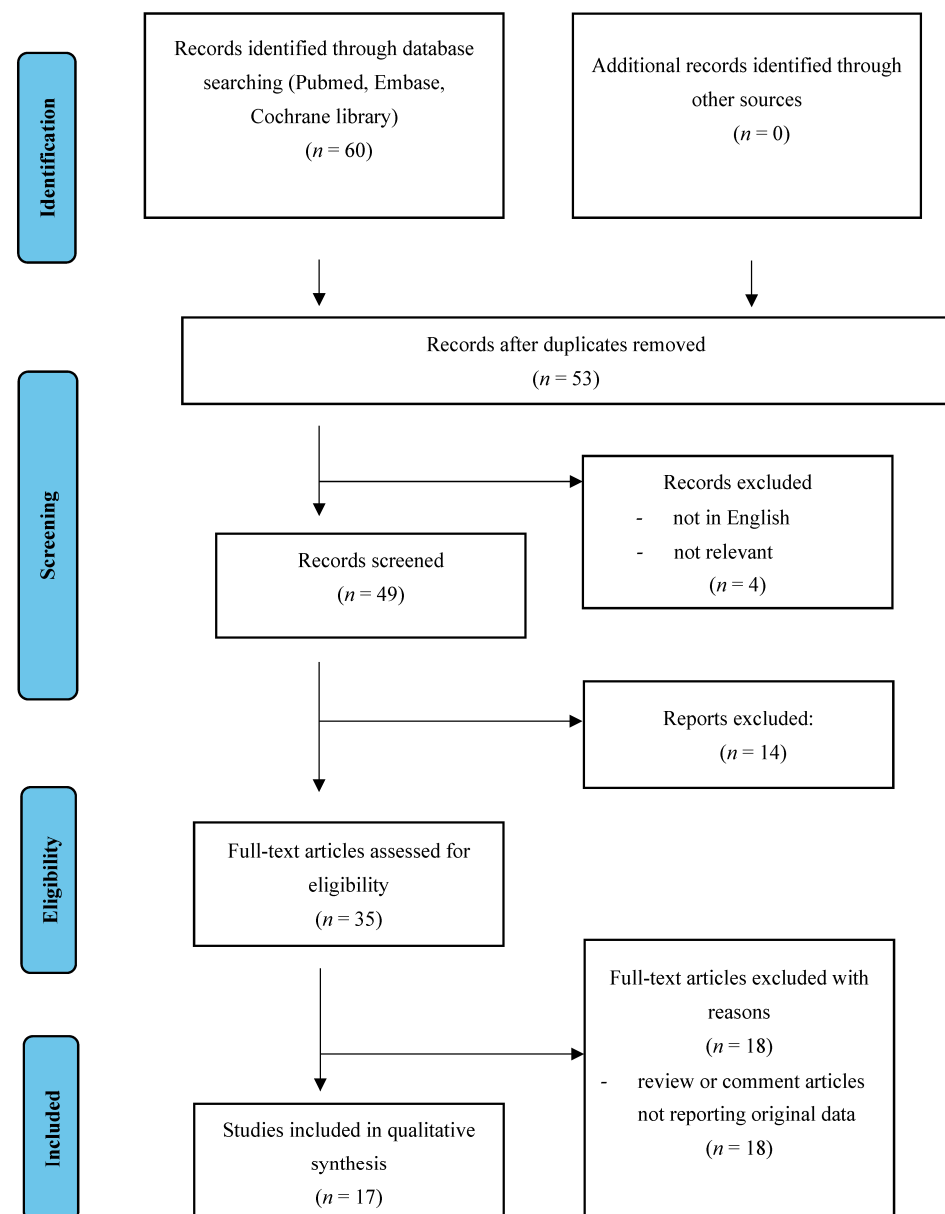 Identification
Records identified through database
searching (Pubmed, Embase,
Cochrane library)
(n = 60)
Additional records identified through
other sources
(n = 0)
Records after duplicates removed
(n = 53)
Screening
Records excluded
- not in English
- not relevant
(n = 4)
Records screened
(n = 49)
Reports excluded:
(n = 14)
Eligibility
Full-text articles assessed for
eligibility
(n = 35)
Full-text articles excluded with
reasons
(n = 18)
- review or comment articles
not reporting original data
(n = 18)
Included
Studies included in qualitative
synthesis
(n = 17)